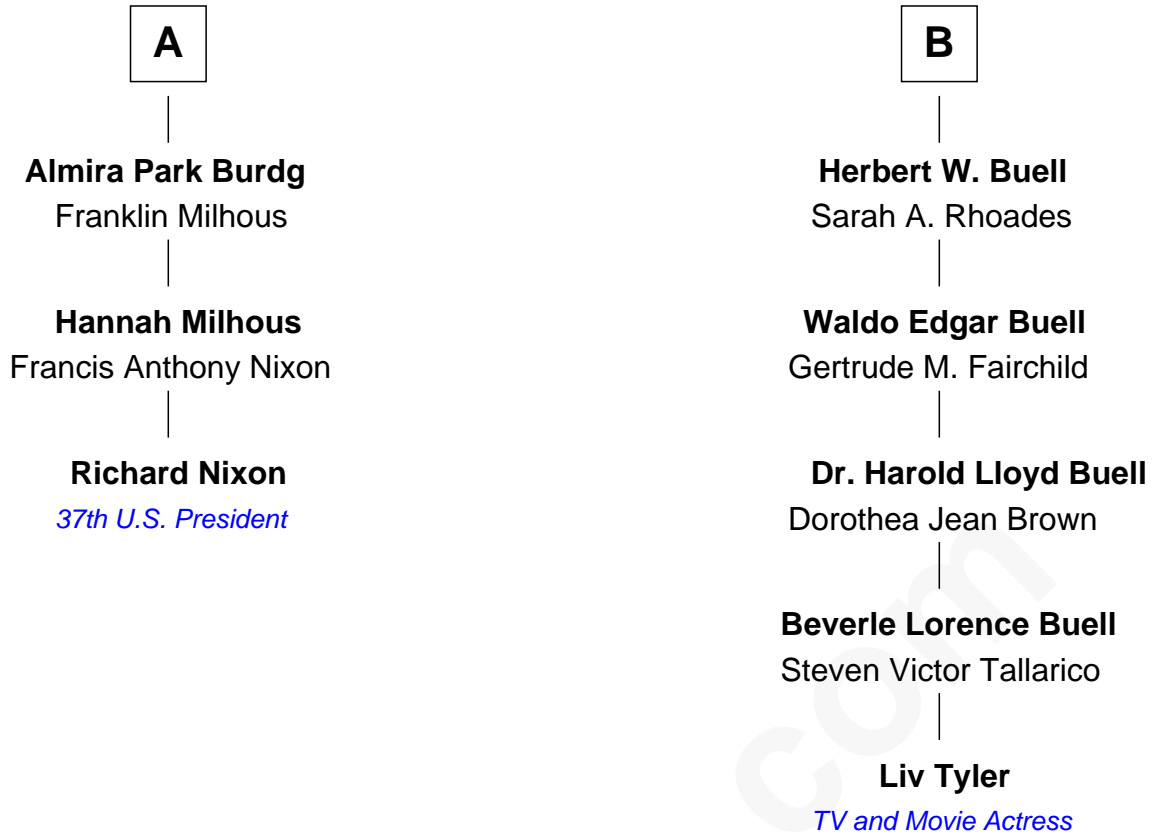 A
Almira Park Burdg
Franklin Milhous
Hannah Milhous
Francis Anthony Nixon
Richard Nixon
37th U.S. President
B
Herbert W. Buell
Sarah A. Rhoades
Waldo Edgar Buell
Gertrude M. Fairchild
Dr. Harold Lloyd Buell
Dorothea Jean Brown
Beverle Lorence Buell
Steven Victor Tallarico
Liv Tyler
TV and Movie Actress
com